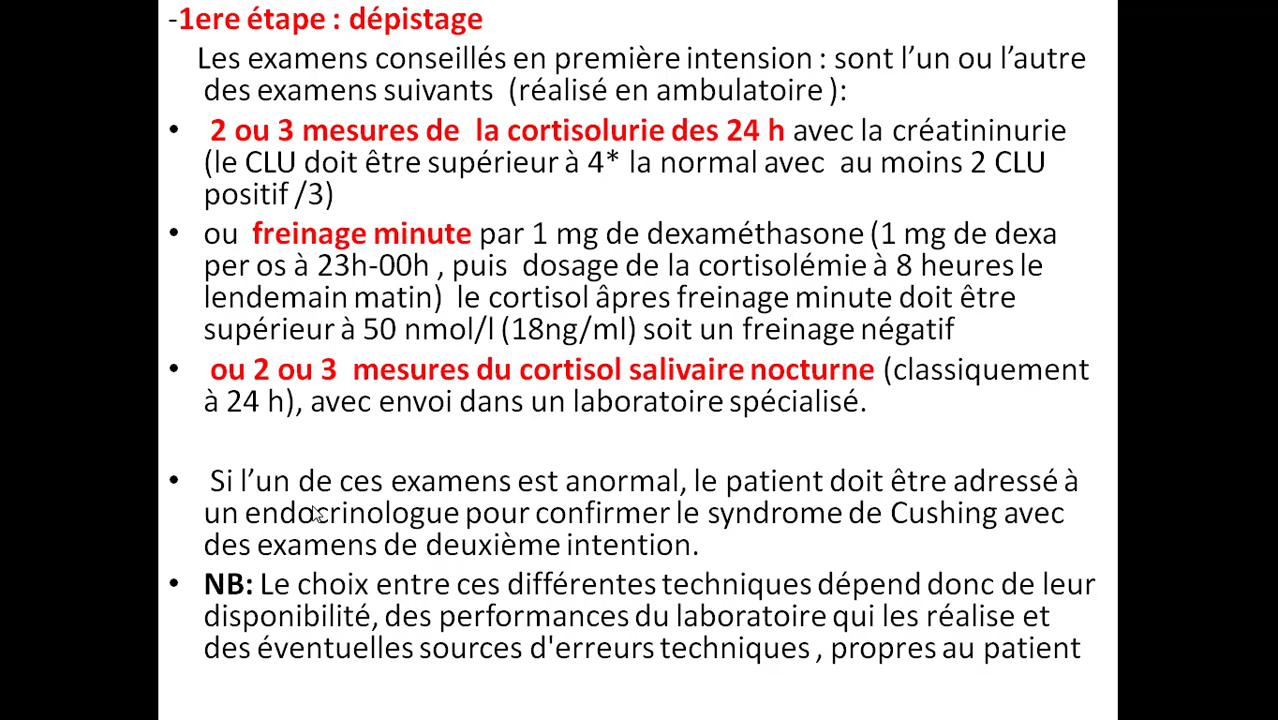 -1ere étape : dépistage
Les examens conseillés en première intension : sont l’un ou l’autre
des examens suivants (réalisé en ambulatoire ):
• 2 ou 3 mesures de la cortisolurie des 24 h avec la créatininurie
(le CLU doit être supérieur à 4* la normal avec au moins 2 CLU
positif /3)
• ou freinage minute par 1 mg de dexaméthasone (1 mg de dexa
per os à 23h-00h , puis dosage de la cortisolémie à 8 heures le
lendemain matin) le cortisol âpres freinage minute doit être
supérieur à 50 nmol/l (18ng/ml) soit un freinage négatif
• ou 2 ou 3 mesures du cortisol salivaire nocturne (classiquement
à 24 h), avec envoi dans un laboratoire spécialisé.
• Si l’un de ces examens est anormal, le patient doit être adressé à
un endocrinologue pour confirmer le syndrome de Cushing avec
des examens de deuxième intention.
• NB: Le choix entre ces différentes techniques dépend donc de leur
disponibilité, des performances du laboratoire qui les réalise et
des éventuelles sources d'erreurs techniques , propres au patient